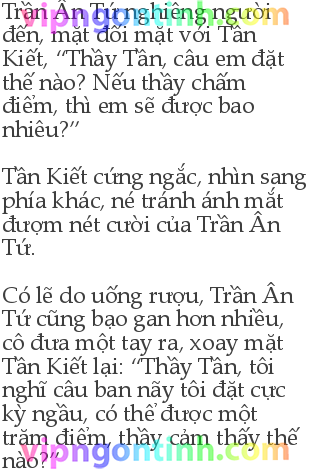 Trần Ân Tứ nghiêng người
đến, mặt đối mặt với Tần
Kiết, “Thầy Tần, câu em đặt
thế nào? Nếu thầy chấm
điểm, thì em sẽ được bao
nhiêu?”
Tần Kiết cứng ngắc, nhìn sang
phía khác, né tránh ánh mắt
đượm nét cười của Trần Ân
Tứ.
Có lẽ do uống rượu, Trần Ân
Tứ cũng bạo gan hơn nhiều,
cô đưa một tay ra, xoay mặt
Tần Kiết lại: “Thầy Tần, tôi
nghĩ câu ban nãy tôi đặt cực
kỳ ngầu, có thể được một
trăm điểm, thầy cảm thấy thế
nào?”
vipngontinh.com
vipngontinh.com